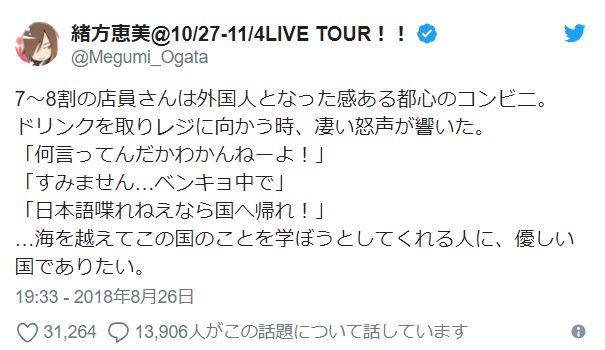 緒方恵美@10/27-11/4LIVE TOUR！！
@Megumi_Ogata
7〜8割の店員さんは外国人となった感ある都心のコンビニ。
ドリンクを取りレジに向かう時、凄い怒声が響いた。
「何言ってんだかわかんねーよ！」
「すみません…ベンキョ中で」
「日本語喋れねえなら国へ帰れ！」
…海を越えてこの国のことを学ぼうとしてくれる人に、優しい
国でありたい。
19:33 - 2018年8月26日
31,264 13,906人がこの話題について話しています